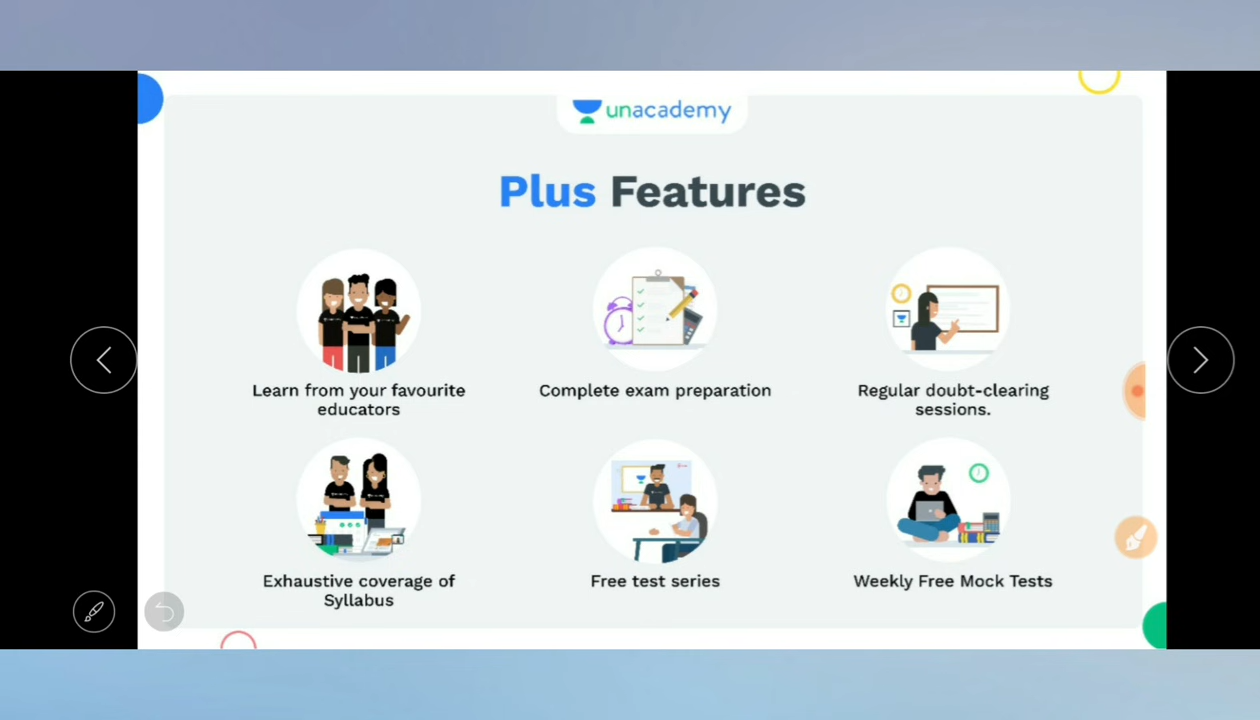 unacademy
Plus Features
Learn from your favourite
educators
Complete exam preparation
Regular doubt-clearing
sessions.
Exhaustive coverage of
Syllabus
Free test series
Weekly Free Mock Tests